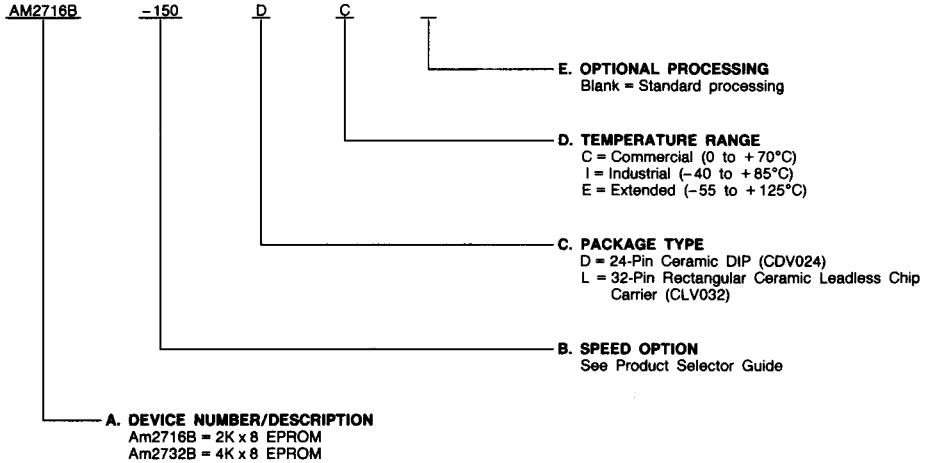 AM2716B -150 D C
E. OPTIONAL PROCESSING
Blank = Standard processing
D. TEMPERATURE RANGE
C = Commercial (0 to +70°C)
I = Industrial (−40 to +85°C)
E = Extended (−55 to +125°C)
C. PACKAGE TYPE
D = 24-Pin Ceramic DIP (CDV024)
L = 32-Pin Rectangular Ceramic Leadless Chip
Carrier (CLV032)
B. SPEED OPTION
See Product Selector Guide
A. DEVICE NUMBER/DESCRIPTION
Am2716B = 2K x 8 EPROM
Am2732B = 4K x 8 EPROM